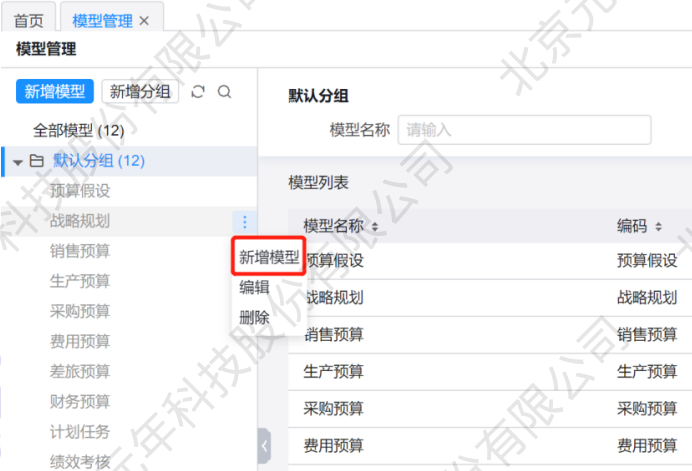 首页 模型管理 ×
模型管理
新增模型 新增分组
全部模型 (12)
默认分组 (12)
预算假设
战略规划
销售预算
生产预算
采购预算
费用预算
差旅预算
财务预算
计划任务
绩效考核
新增模型
编辑
删除
默认分组
模型名称 请输入
模型列表
模型名称 编码
预算假设 预算假设
战略规划 战略规划
销售预算 销售预算
生产预算 生产预算
采购预算 采购预算
费用预算 费用预算